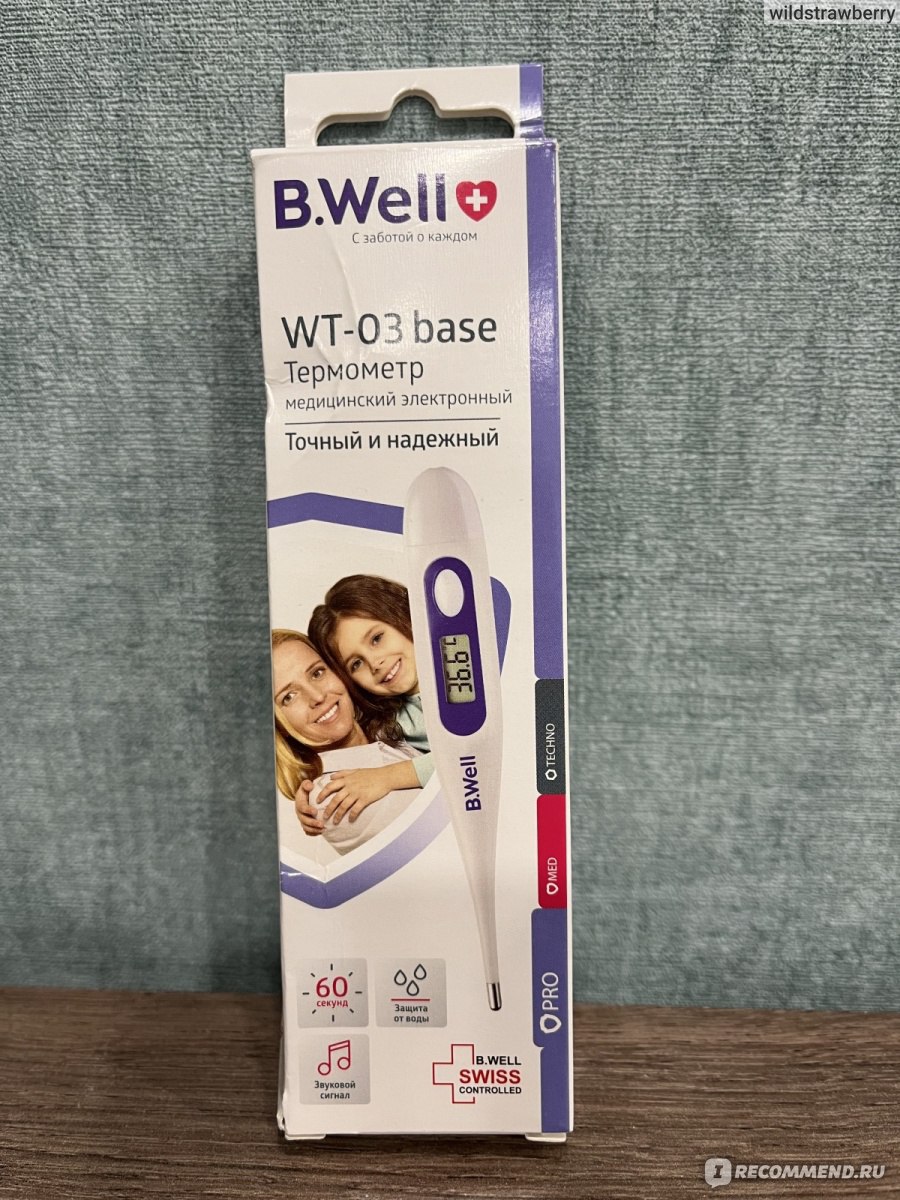 wildstrawberry
B.Well
С заботой о каждом
WT-03 base
Термометр
медицинский электронный
Точный и надежный
36.6°C
B.Well
TECHNO
MED
PRO
60
секунд
Защита
от воды
Звуковой
сигнал
B.WELL
SWISS
CONTROLLED
IRECOMMEND.RU